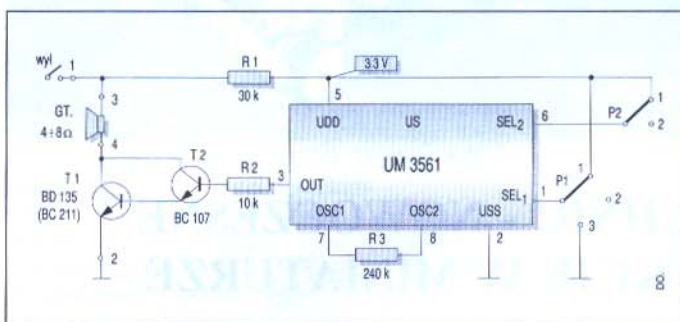 wył 1
R 1
30 k
3.3 V
5
3
GT.
4÷8Ω
4
T 1
BD 135
(BC 211)
2
T 2
BC 107
R 2
10 k
3
UDD US SEL2
UM 3561
OUT SEL1
OSC1 OSC2 USS
7 8 2
R 3
240 k
6
P2
1
2
1
P1
1
2
3